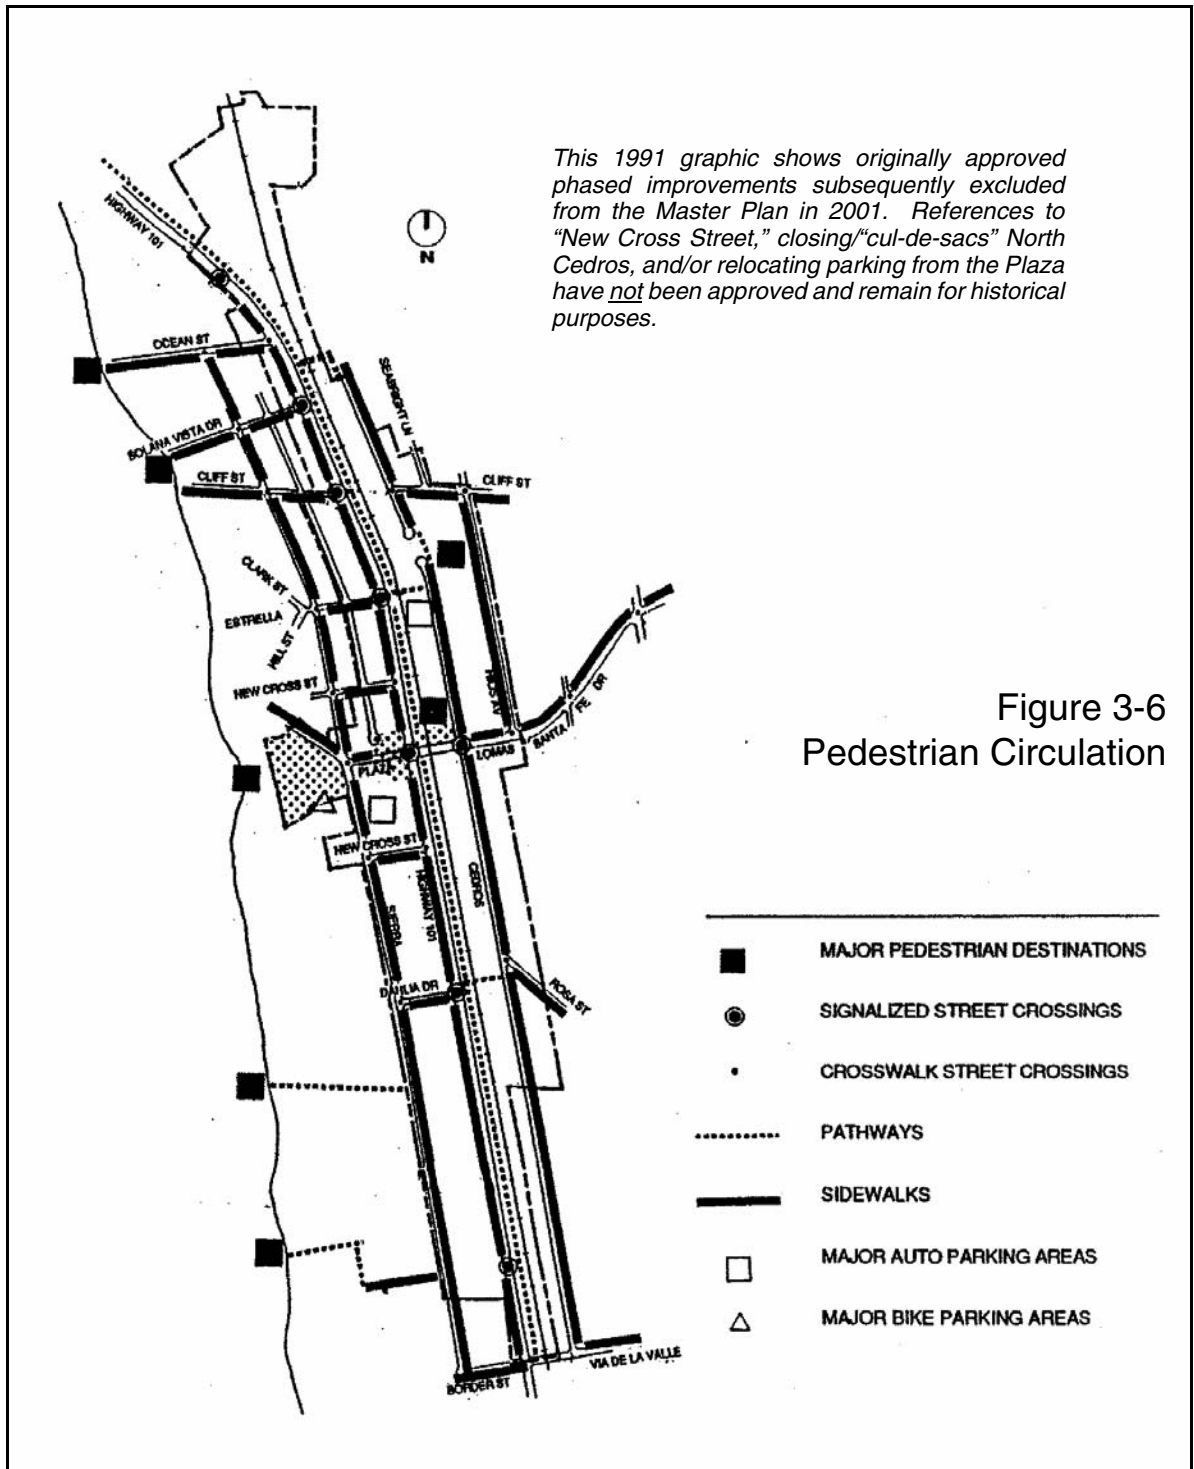 This 1991 graphic shows originally approved
phased improvements subsequently excluded
from the Master Plan in 2001. References to
“New Cross Street,” closing/“cul-de-sacs” North
Cedros, and/or relocating parking from the Plaza
have not been approved and remain for historical
purposes.
N
HIGHWAY 101
OCEAN ST
SEABRIGHT LN
SOLANA VISTA DR
CLIFF ST
CLIFF ST
CLARK ST
ESTRELLA
HILL ST
NEW CROSS ST
RIOS AV
LOMAS
SANTA
FE
DR
PLAZA
Figure 3-6
Pedestrian Circulation
NEW CROSS ST
SIERRA
HIGHWAY 101
CEDROS
DAHLIA DR
ROSA ST
BORDER ST
VIA DE LA VALLE
MAJOR PEDESTRIAN DESTINATIONS
SIGNALIZED STREET CROSSINGS
CROSSWALK STREET CROSSINGS
PATHWAYS
SIDEWALKS
MAJOR AUTO PARKING AREAS
MAJOR BIKE PARKING AREAS